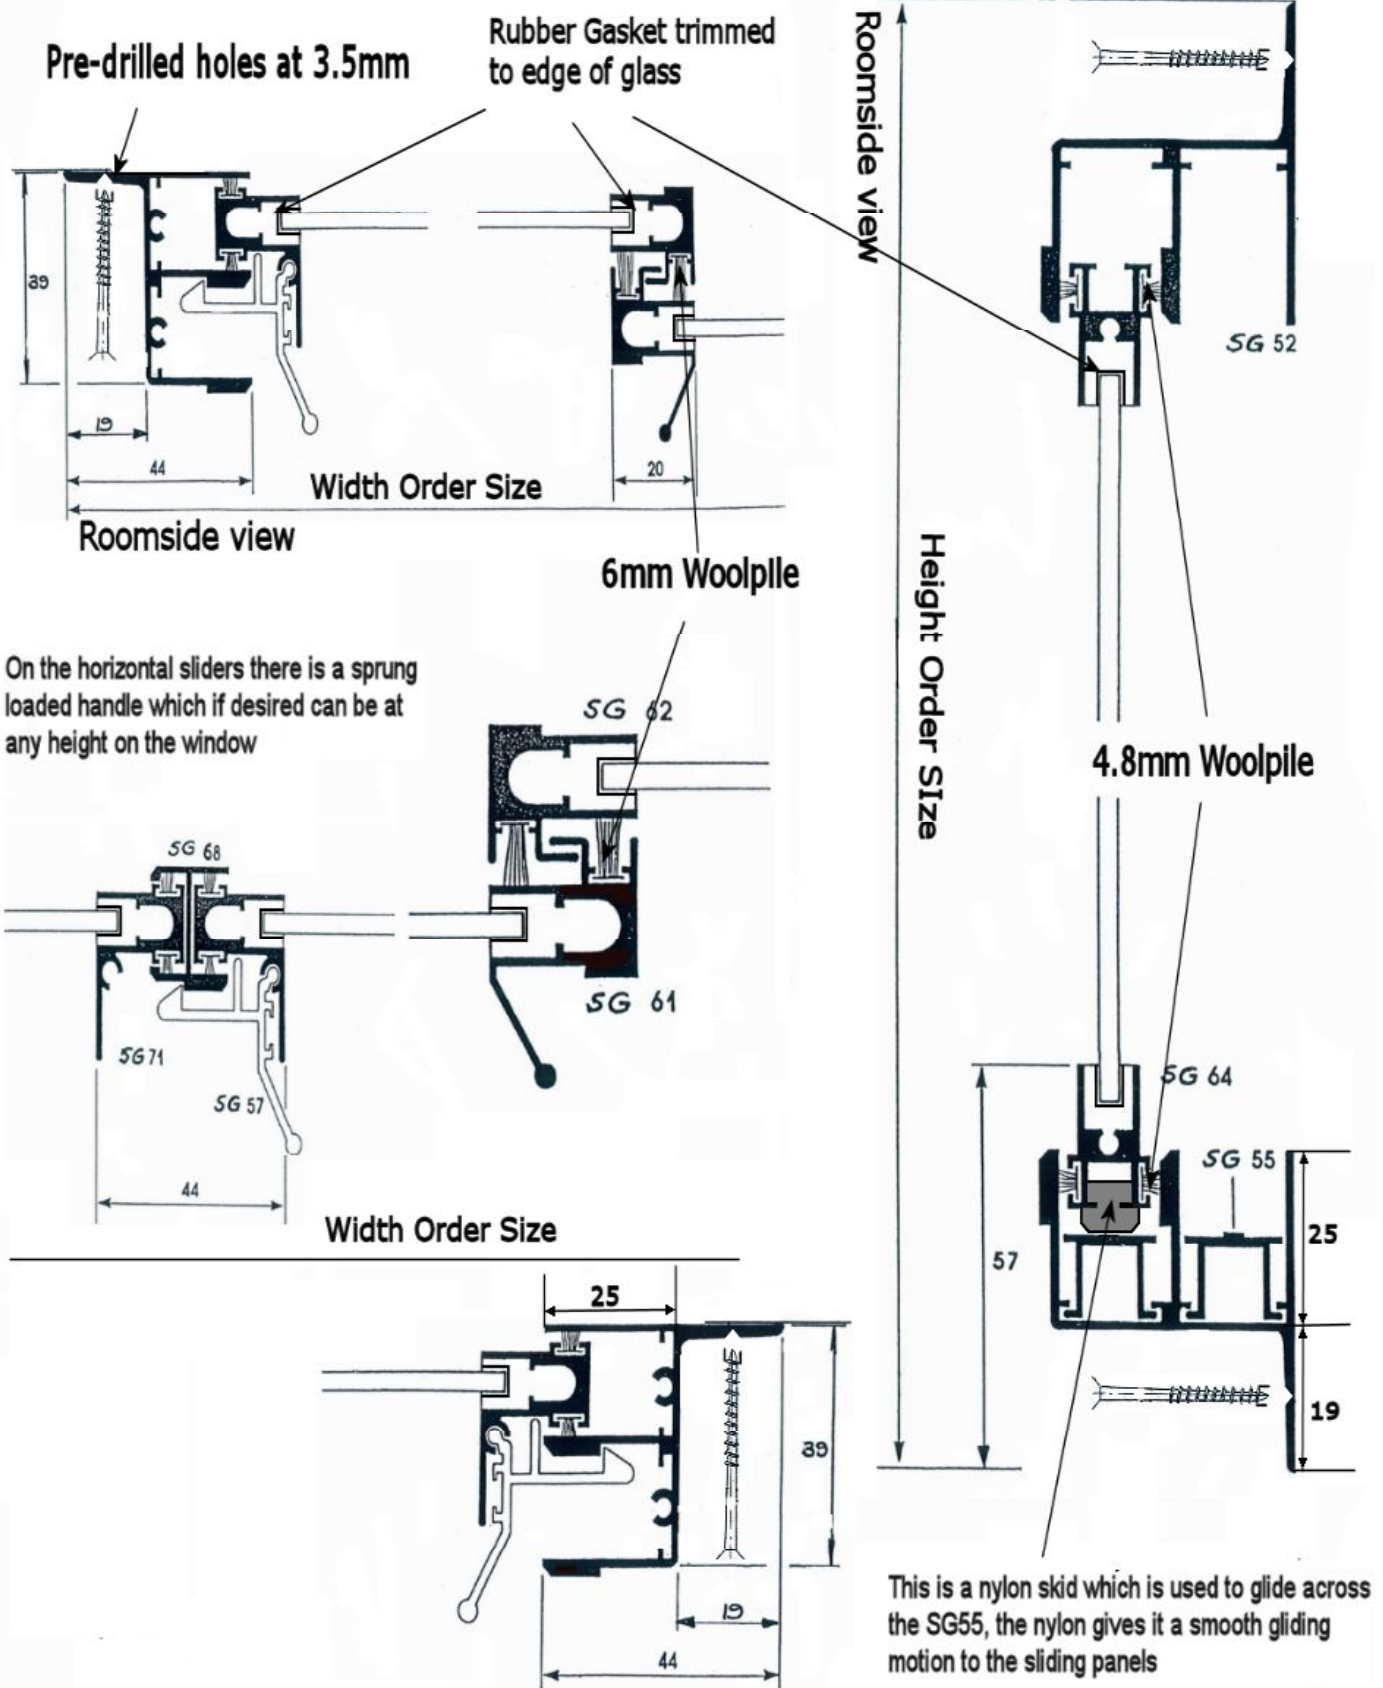 Pre-drilled holes at 3.5mm
Rubber Gasket trimmed
to edge of glass
Roomside view
39
19
44
Width Order Size
Roomside view
20
6mm Woolpile
SG 52
Height Order SIze
On the horizontal sliders there is a sprung
loaded handle which if desired can be at
any height on the window
SG 62
4.8mm Woolpile
SG 68
SG 61
SG 71
SG 57
44
Width Order Size
SG 64
SG 55
25
57
19
25
39
19
44
This is a nylon skid which is used to glide across
the SG55, the nylon gives it a smooth gliding
motion to the sliding panels